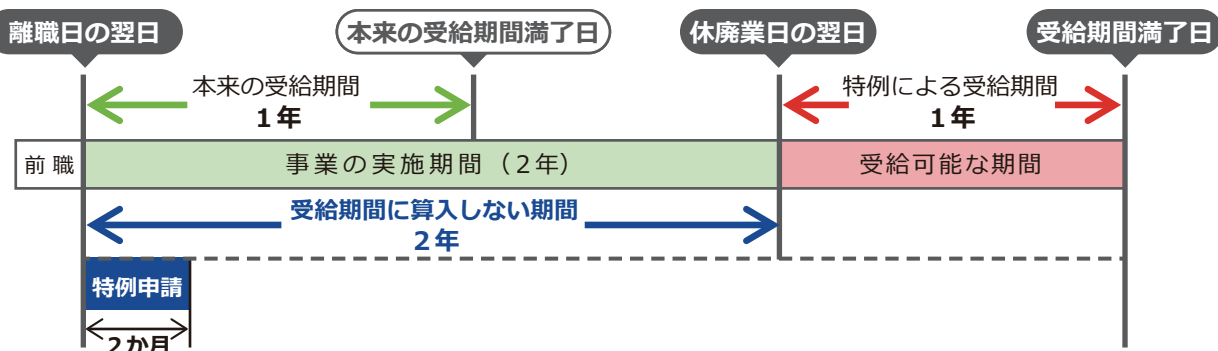 離職日の翌日
本来の受給期間満了日
休廃業日の翌日
受給期間満了日
本来の受給期間
1年
特例による受給期間
1年
前職
事業の実施期間（2年）
受給可能な期間
受給期間に算入しない期間
2年
特例申請
2か月